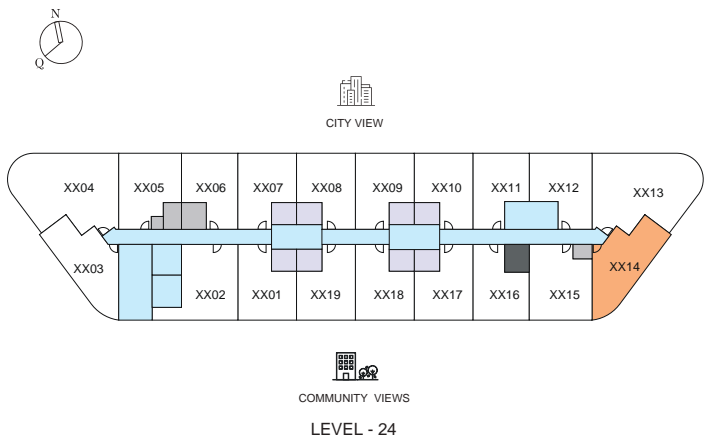 N
Q
CITY VIEW
XX04
XX05
XX06
XX07
XX08
XX09
XX10
XX11
XX12
XX13
XX03
XX02
XX01
XX19
XX18
XX17
XX16
XX15
XX14
COMMUNITY VIEWS
LEVEL - 24